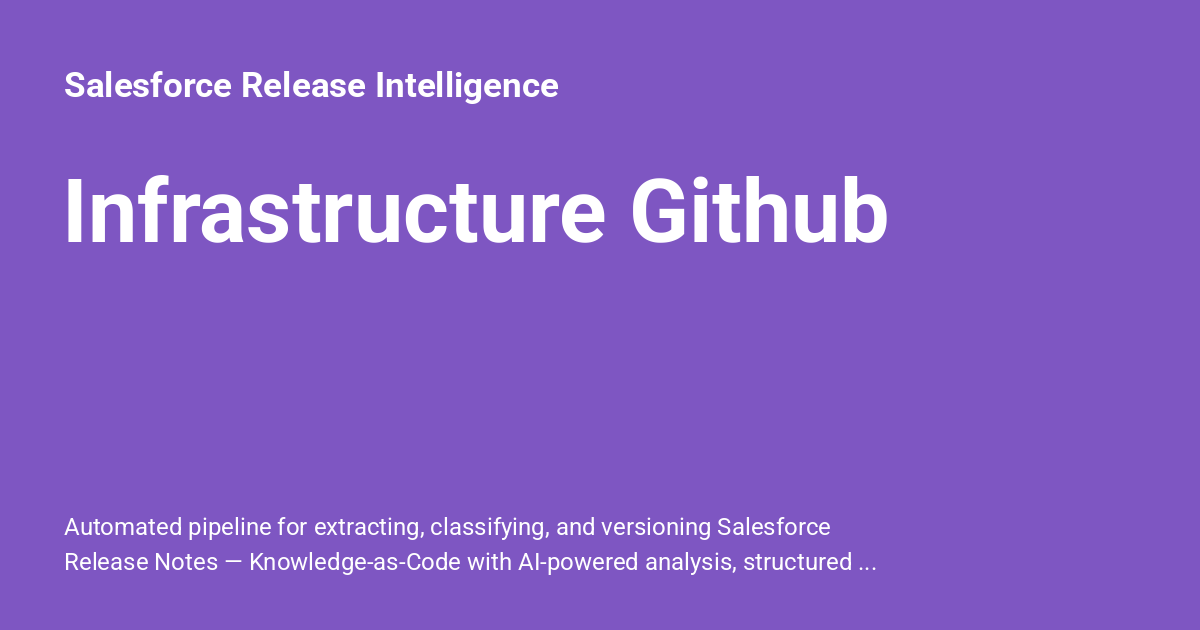 Salesforce Release Intelligence
Infrastructure Github
Automated pipeline for extracting, classifying, and versioning Salesforce
Release Notes — Knowledge-as-Code with AI-powered analysis, structured ...